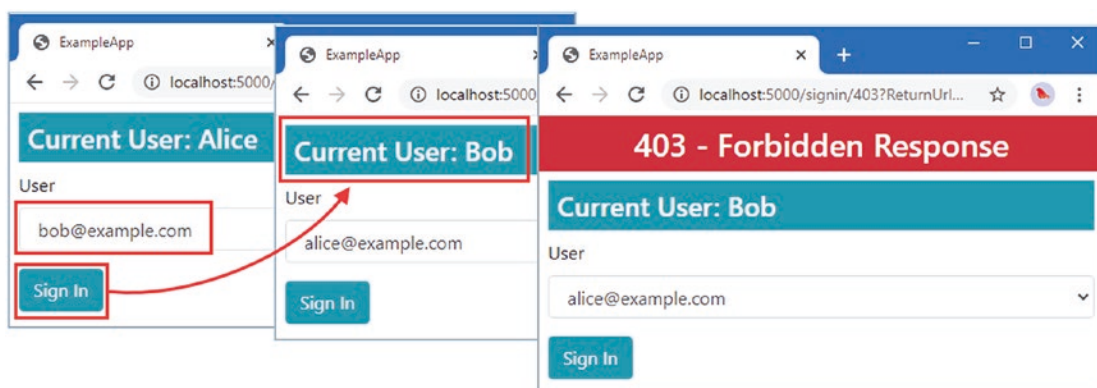 ExampleApp
localhost:5000/
Current User: Alice
User
bob@example.com
Sign In
ExampleApp
localhost:5000
Current User: Bob
User
alice@example.com
Sign In
ExampleApp
localhost:5000/signin/403?ReturnUrl...
403 - Forbidden Response
Current User: Bob
User
alice@example.com
Sign In